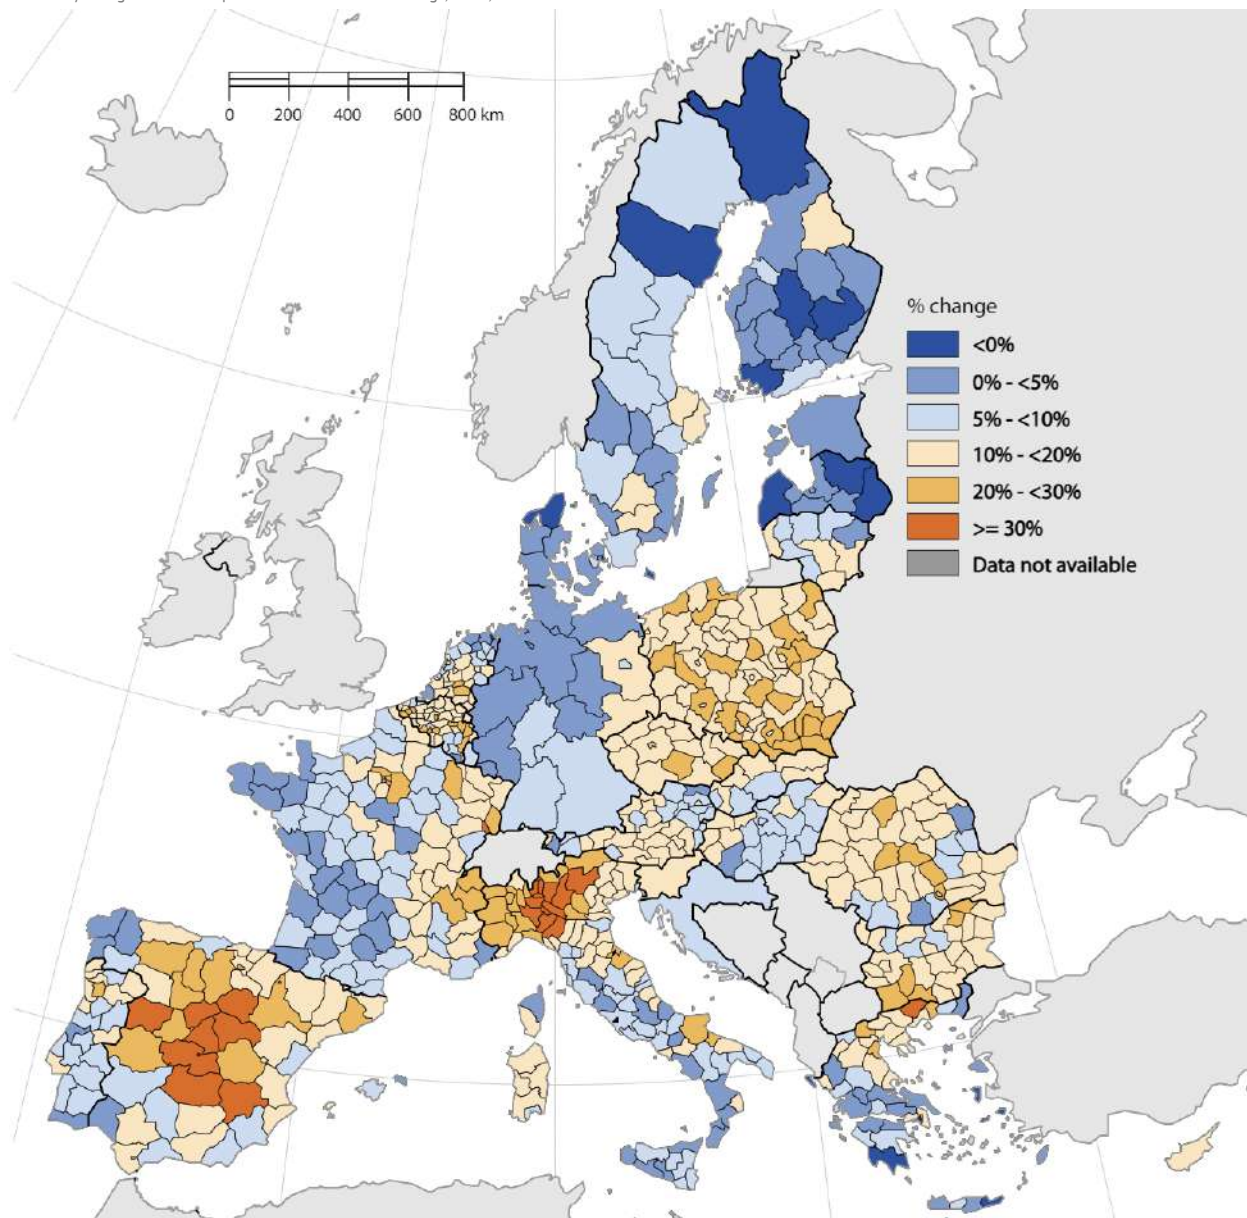 0 200 400 600 800 km
% change
<0%
0% - <5%
5% - <10%
10% - <20%
20% - <30%
>= 30%
Data not available